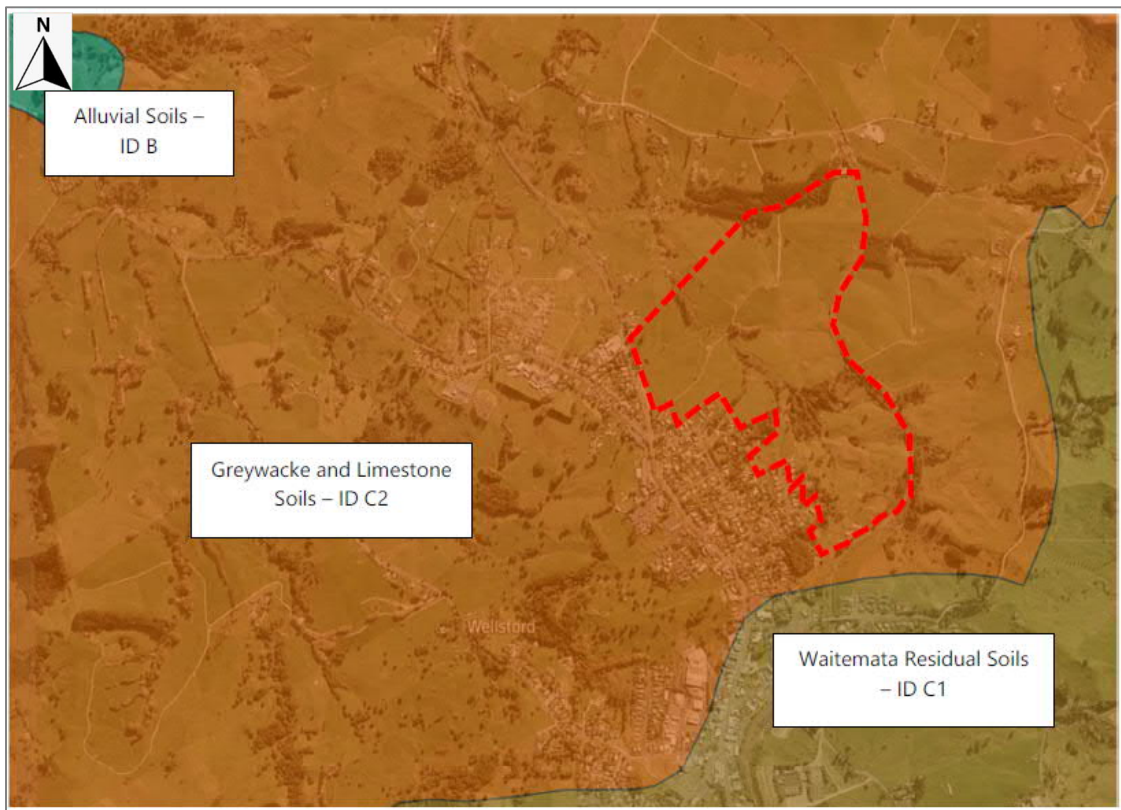 N
Alluvial Soils –
ID B
Greywacke and Limestone
Soils – ID C2
Wellsford
Waitemata Residual Soils
– ID C1